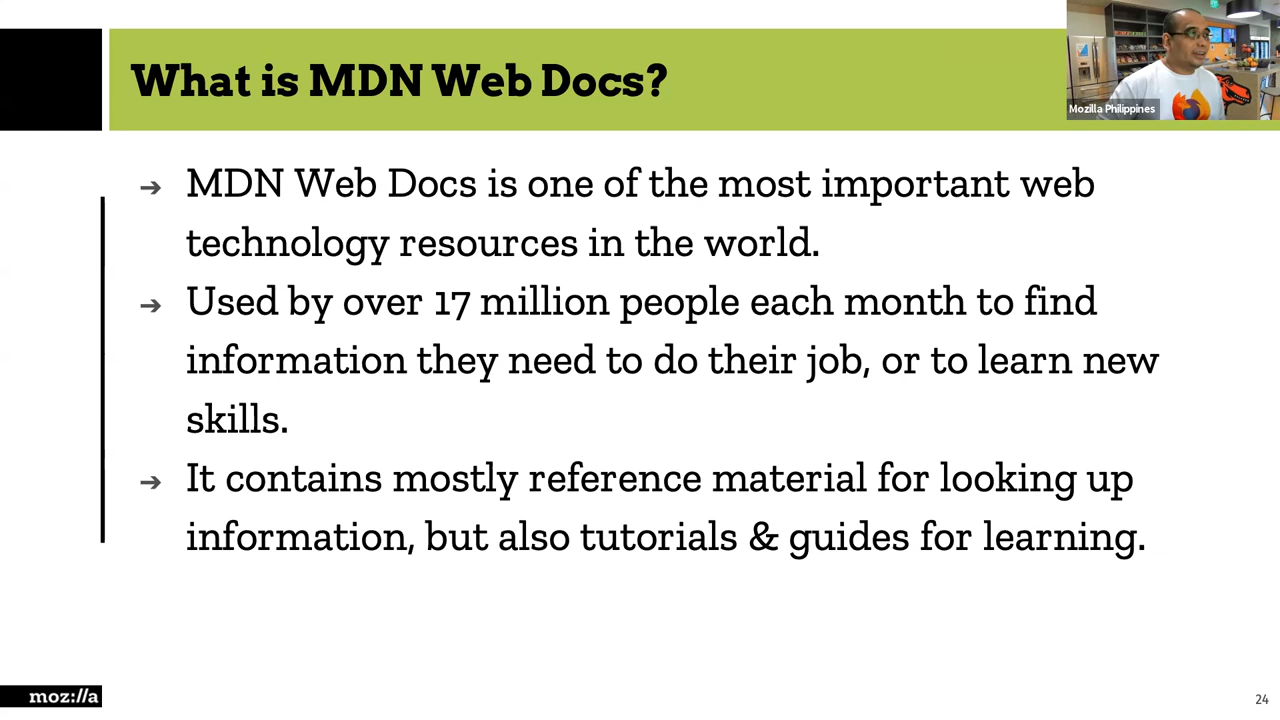 What is MDN Web Docs?
Mozilla Philippines
➔ MDN Web Docs is one of the most important web
technology resources in the world.
➔ Used by over 17 million people each month to find
information they need to do their job, or to learn new
skills.
➔ It contains mostly reference material for looking up
information, but also tutorials & guides for learning.
moz://a
24